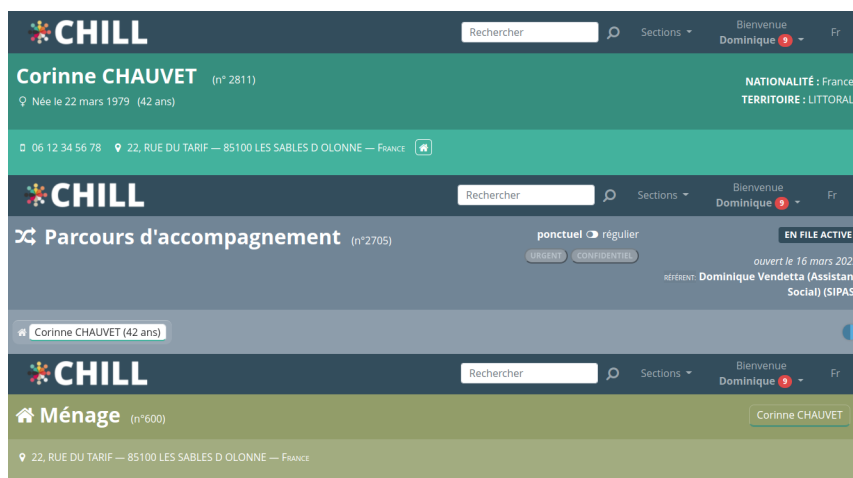 CHILL
Rechercher Sections Bienvenue Dominique 9 Fr
Corinne CHAUVET (n° 2811)
NATIONALITÉ : France
Née le 22 mars 1979 (42 ans)
TERRITOIRE : LITTORAL
06 12 34 56 78 22, RUE DU TARIF — 85100 LES SABLES D OLONNE — FRANCE
CHILL
Rechercher Sections Bienvenue Dominique 9 Fr
Parcours d'accompagnement (n°2705)
ponctuel régulier
EN FILE ACTIVE
URGENT CONFIDENTIEL
ouvert le 16 mars 202
RÉFÉRENT: Dominique Vendetta (Assistan
Social) (SIPAS
Corinne CHAUVET (42 ans)
CHILL
Rechercher Sections Bienvenue Dominique 9 Fr
Ménage (n°600)
Corinne CHAUVET
22, RUE DU TARIF — 85100 LES SABLES D OLONNE — FRANCE